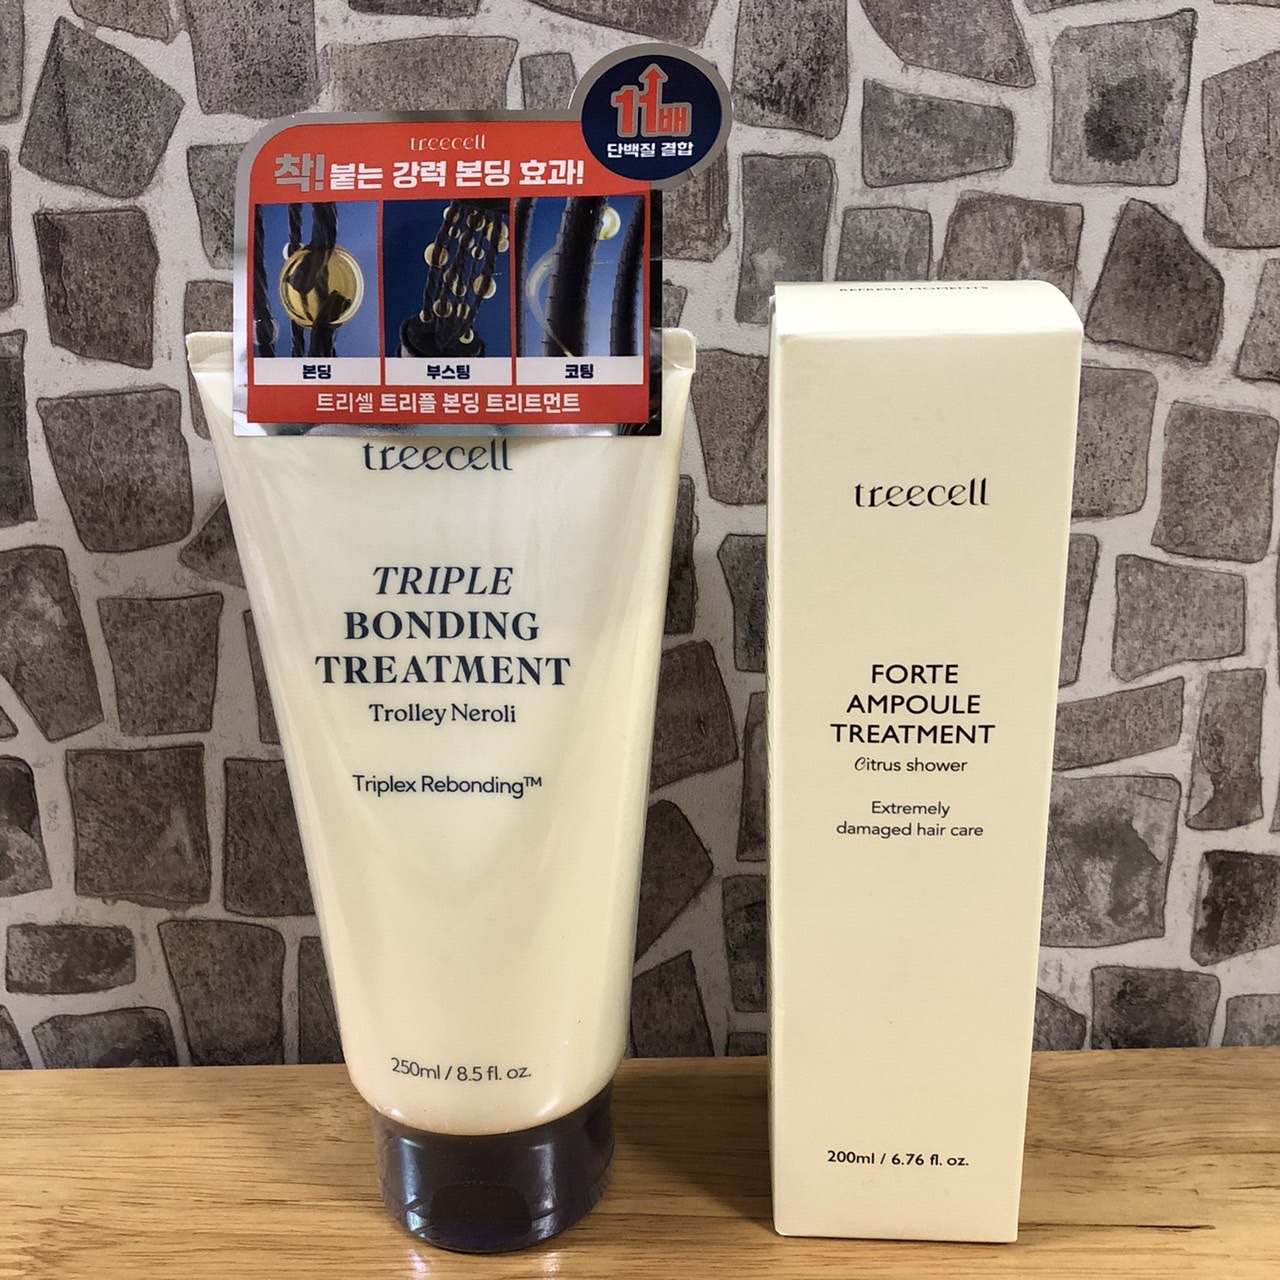 11배
단백질 결합
treecell
착! 붙는 강력 본딩 효과!
본딩
부스팅
코팅
트리셀 트리플 본딩 트리트먼트
treecell
TRIPLE
BONDING
TREATMENT
Trolley Neroli
Triplex Rebonding™
250ml / 8.5 fl. oz.
REFRESH MOMENTS
treecell
FORTE
AMPOULE
TREATMENT
Citrus shower
Extremely
damaged hair care
200ml / 6.76 fl. oz.